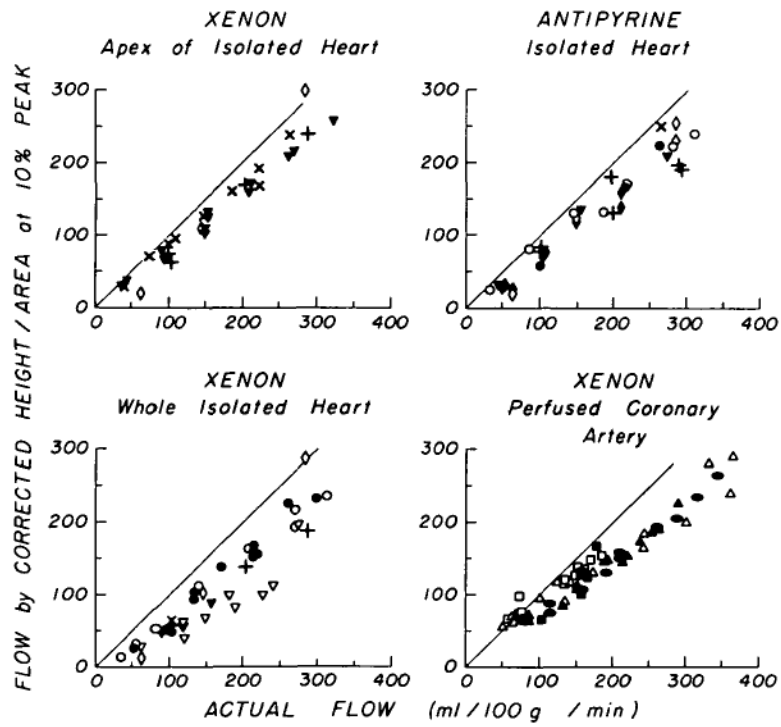 XENON
Apex of Isolated Heart
ANTIPYRINE
Isolated Heart
300
200
100
0
0 100 200 300 400
300
200
100
0
0 100 200 300 400
XENON
Whole Isolated Heart
XENON
Perfused Coronary
Artery
300
200
100
0
0 100 200 300 400
300
200
100
0
0 100 200 300 400
FLOW by CORRECTED HEIGHT / AREA at 10% PEAK
ACTUAL FLOW (ml / 100 g / min)